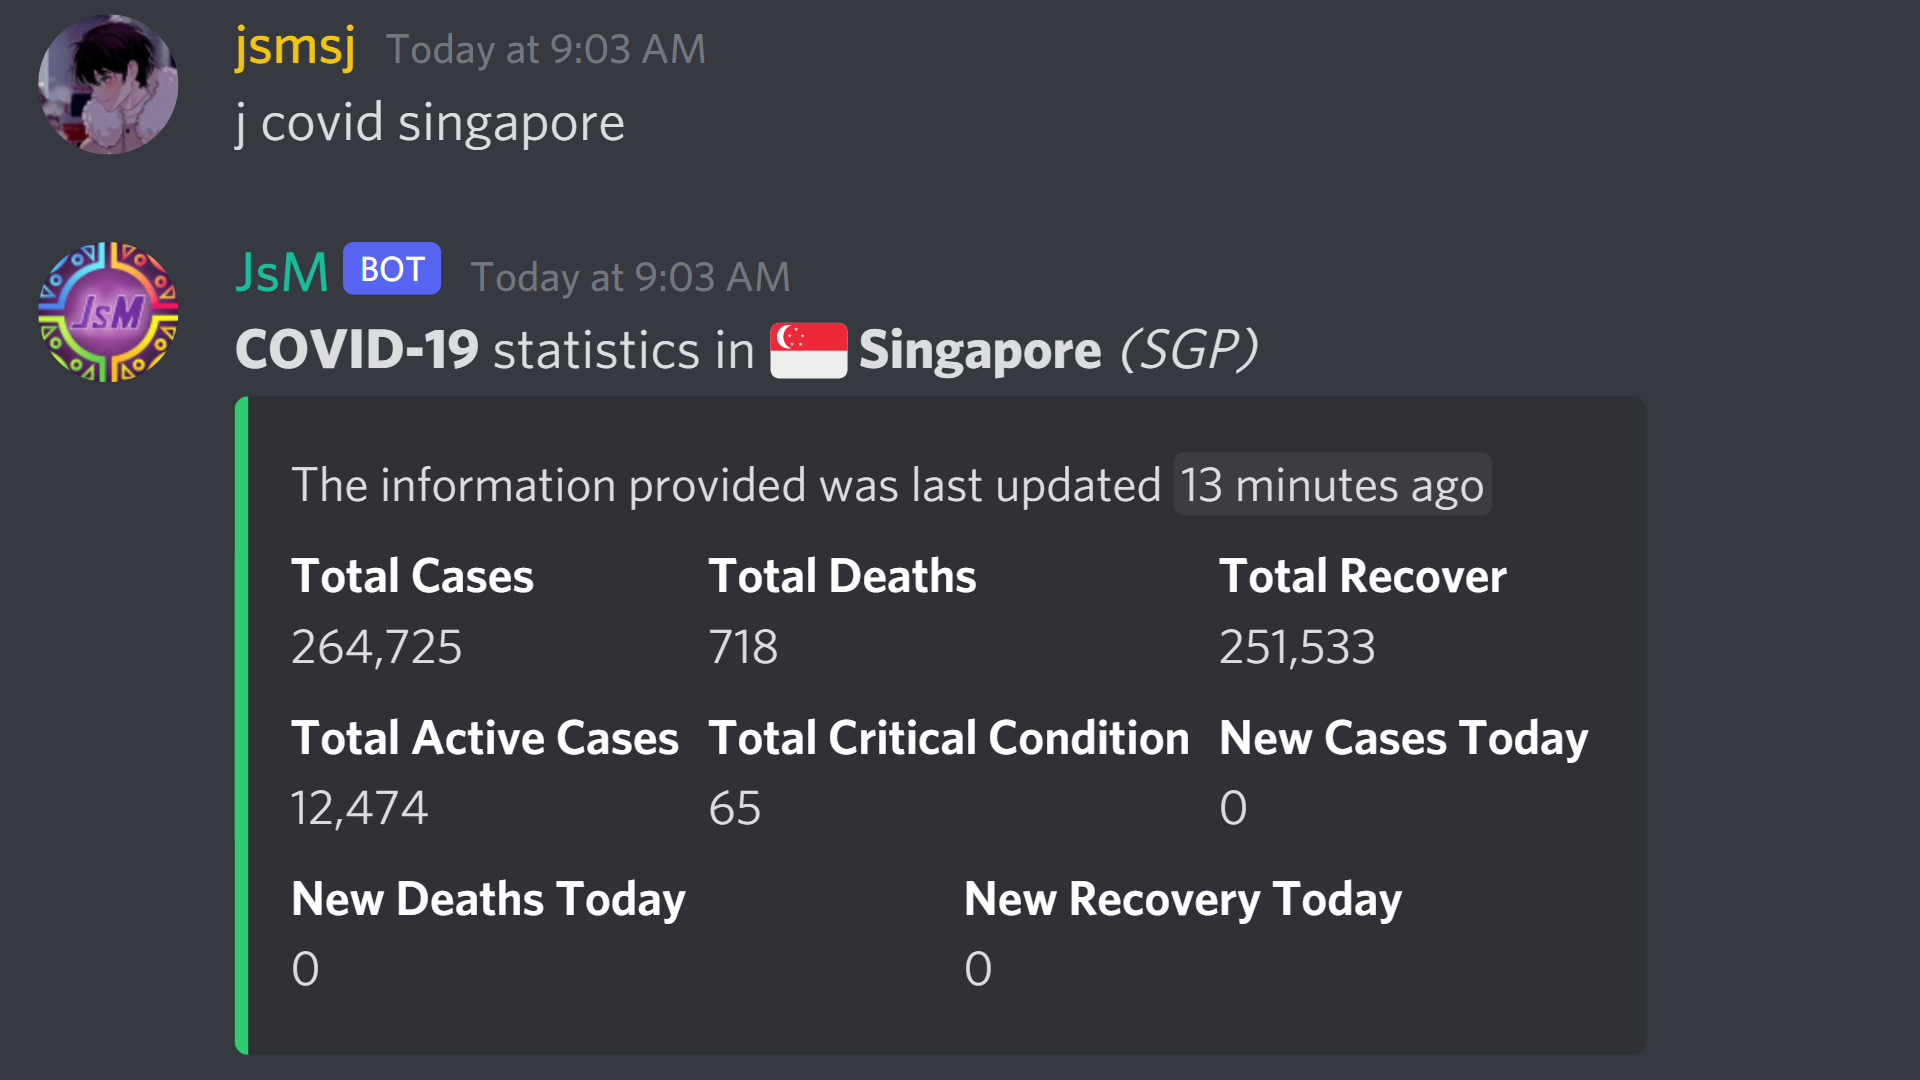 jsmsj Today at 9:03 AM
j covid singapore
JsM
JsM BOT Today at 9:03 AM
COVID-19 statistics in Singapore (SGP)
The information provided was last updated 13 minutes ago
Total Cases Total Deaths Total Recover
264,725 718 251,533
Total Active Cases Total Critical Condition New Cases Today
12,474 65 0
New Deaths Today New Recovery Today
0 0